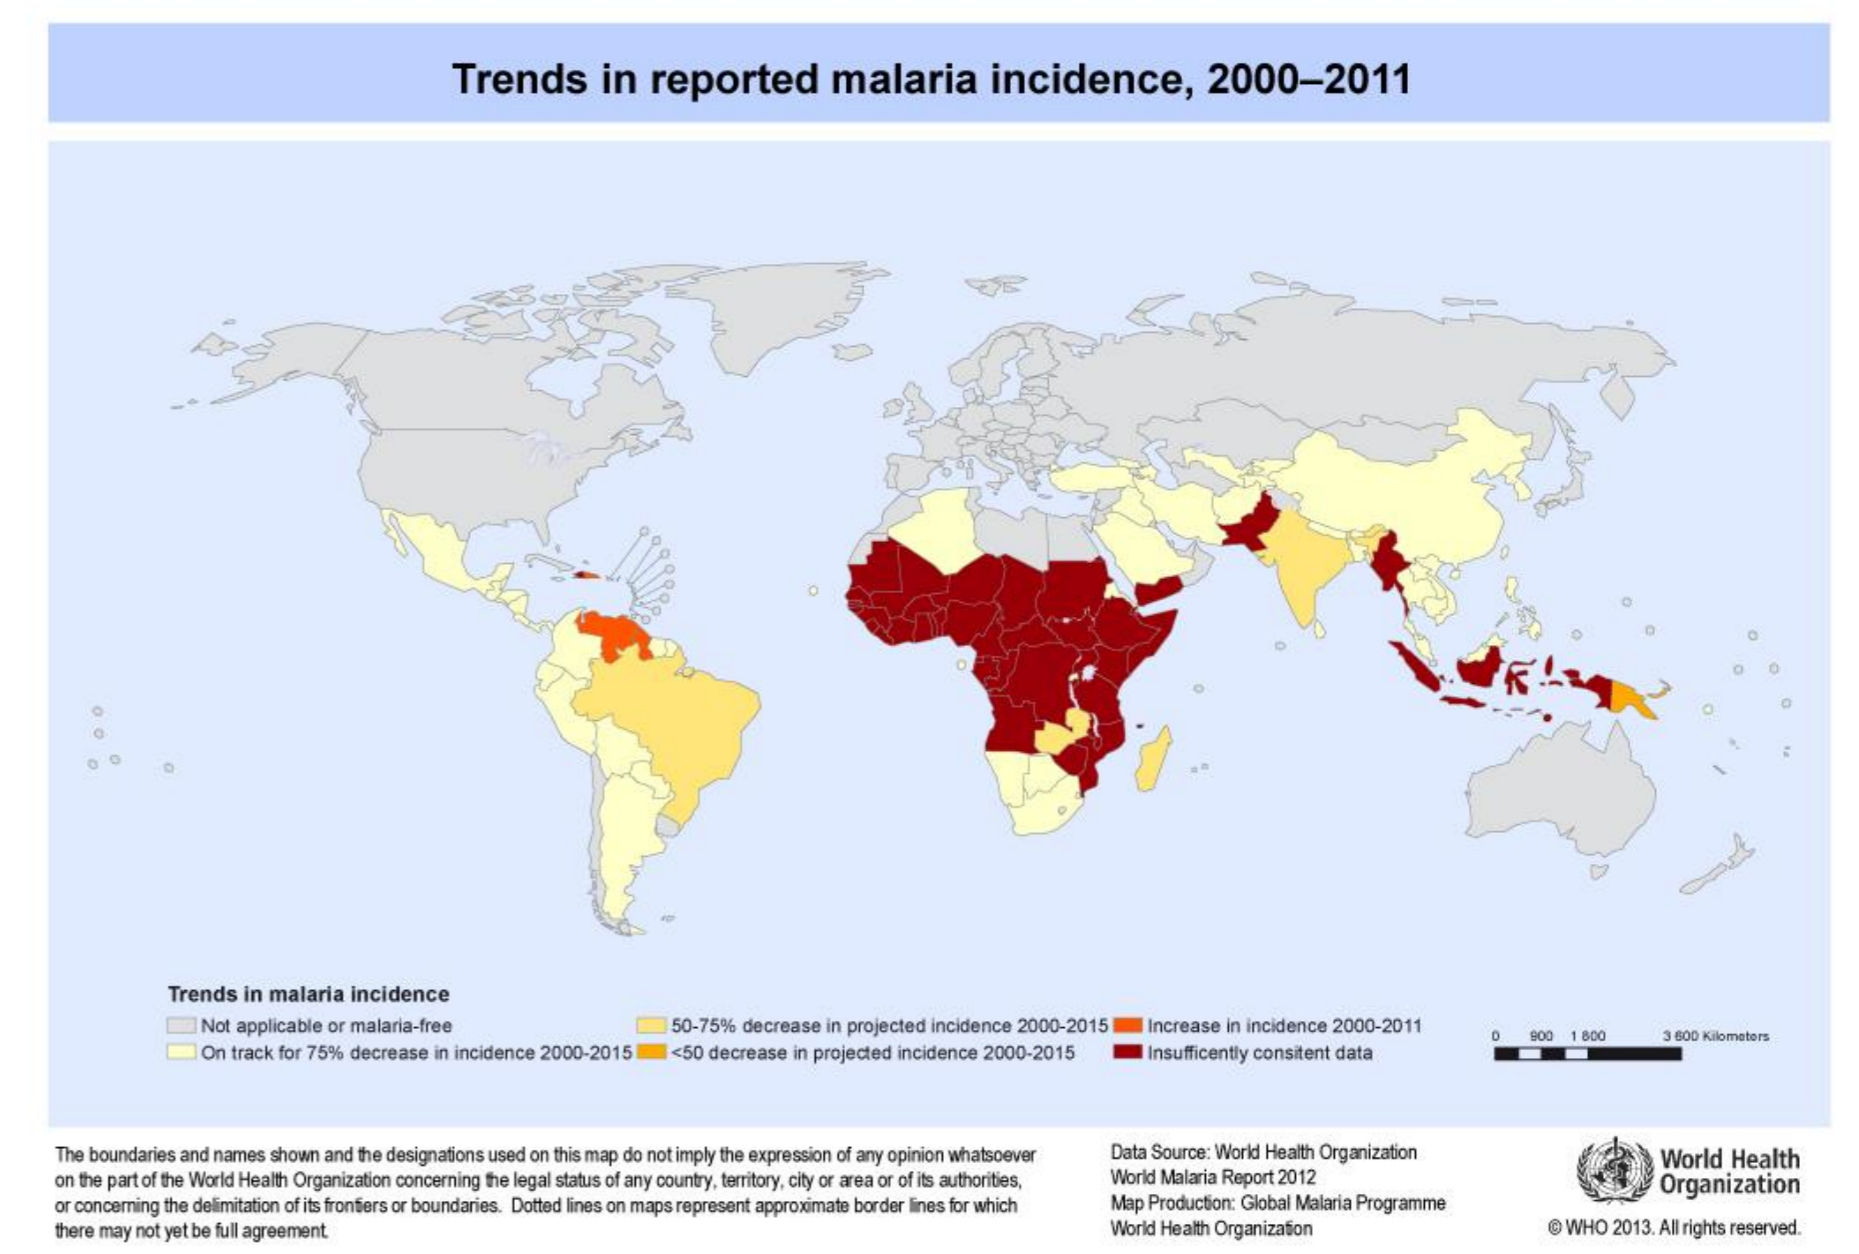 Trends in reported malaria incidence, 2000–2011
Trends in malaria incidence
Not applicable or malaria-free
On track for 75% decrease in incidence 2000-2015
50-75% decrease in projected incidence 2000-2015
<50 decrease in projected incidence 2000-2015
Increase in incidence 2000-2011
Insufficently consitent data
0 900 1 800 3 600 Kilometers
The boundaries and names shown and the designations used on this map do not imply the expression of any opinion whatsoever
on the part of the World Health Organization concerning the legal status of any country, territory, city or area or of its authorities,
or concerning the delimitation of its frontiers or boundaries. Dotted lines on maps represent approximate border lines for which
there may not yet be full agreement.
Data Source: World Health Organization
World Malaria Report 2012
Map Production: Global Malaria Programme
World Health Organization
World Health
Organization
© WHO 2013. All rights reserved.